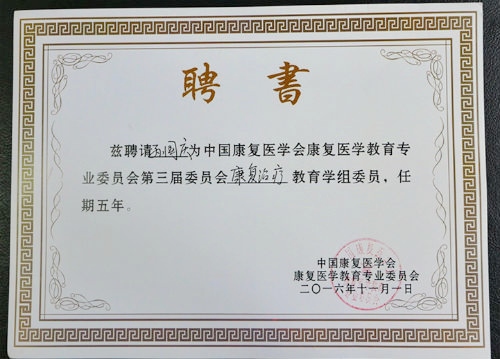 聘書
兹聘请 国庆为中国康复医学会康复医学教育专
业委员会第三届委员会康复治疗教育学组委员，任
期五年。
中国康复医学会
康复医学教育专业委员会
二〇一六年十一月一日